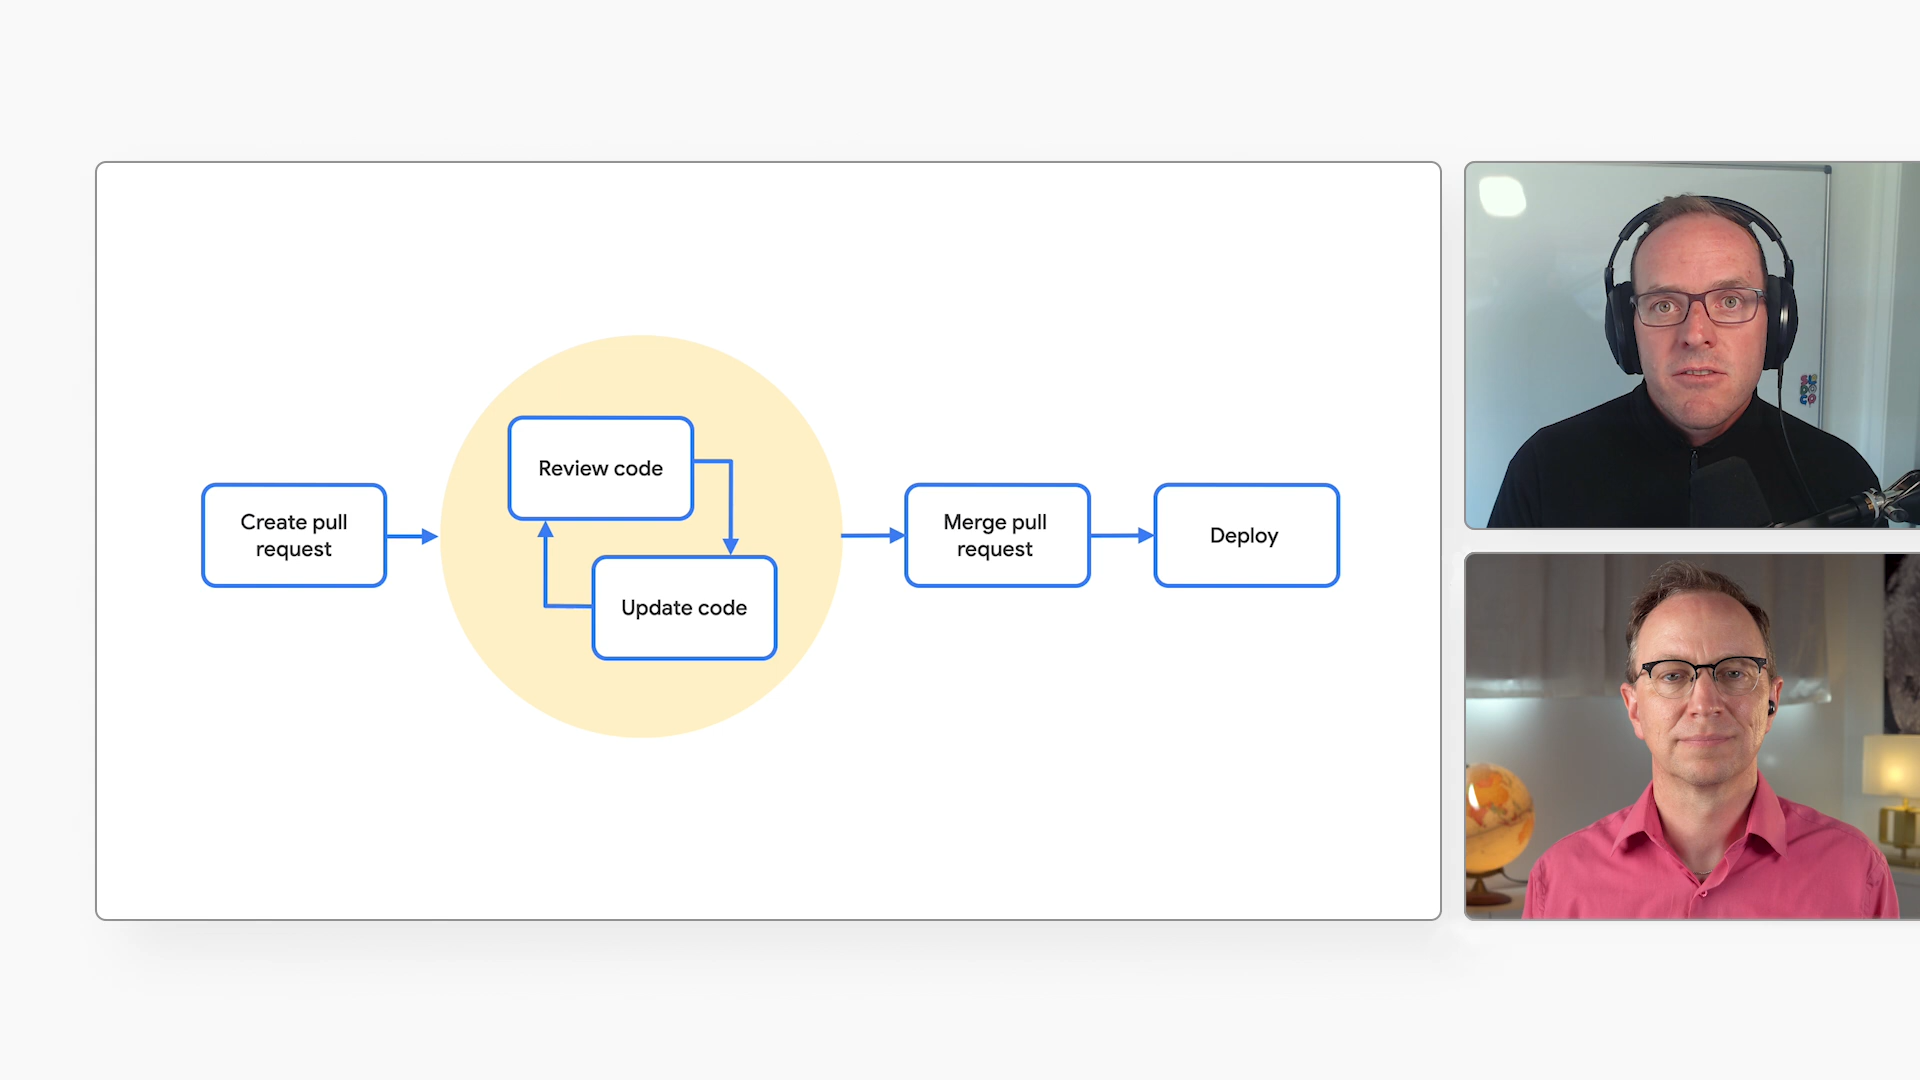 Create pull
request
Review code
Update code
Merge pull
request
Deploy